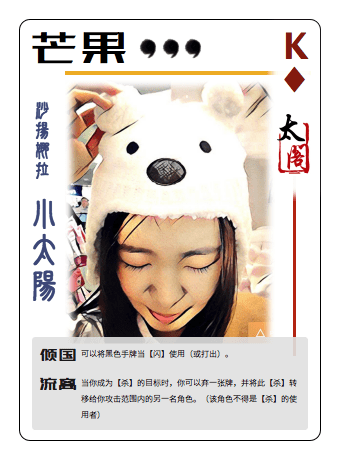 芒果
K
沙揚娜拉
小太陽
太
閣
倾国 可以将黑色手牌当【闪】使用（或打出）。
流离 当你成为【杀】的目标时，你可以弃一张牌，并将此【杀】转
移给你攻击范围内的另一名角色。（该角色不得是【杀】的使
用者）